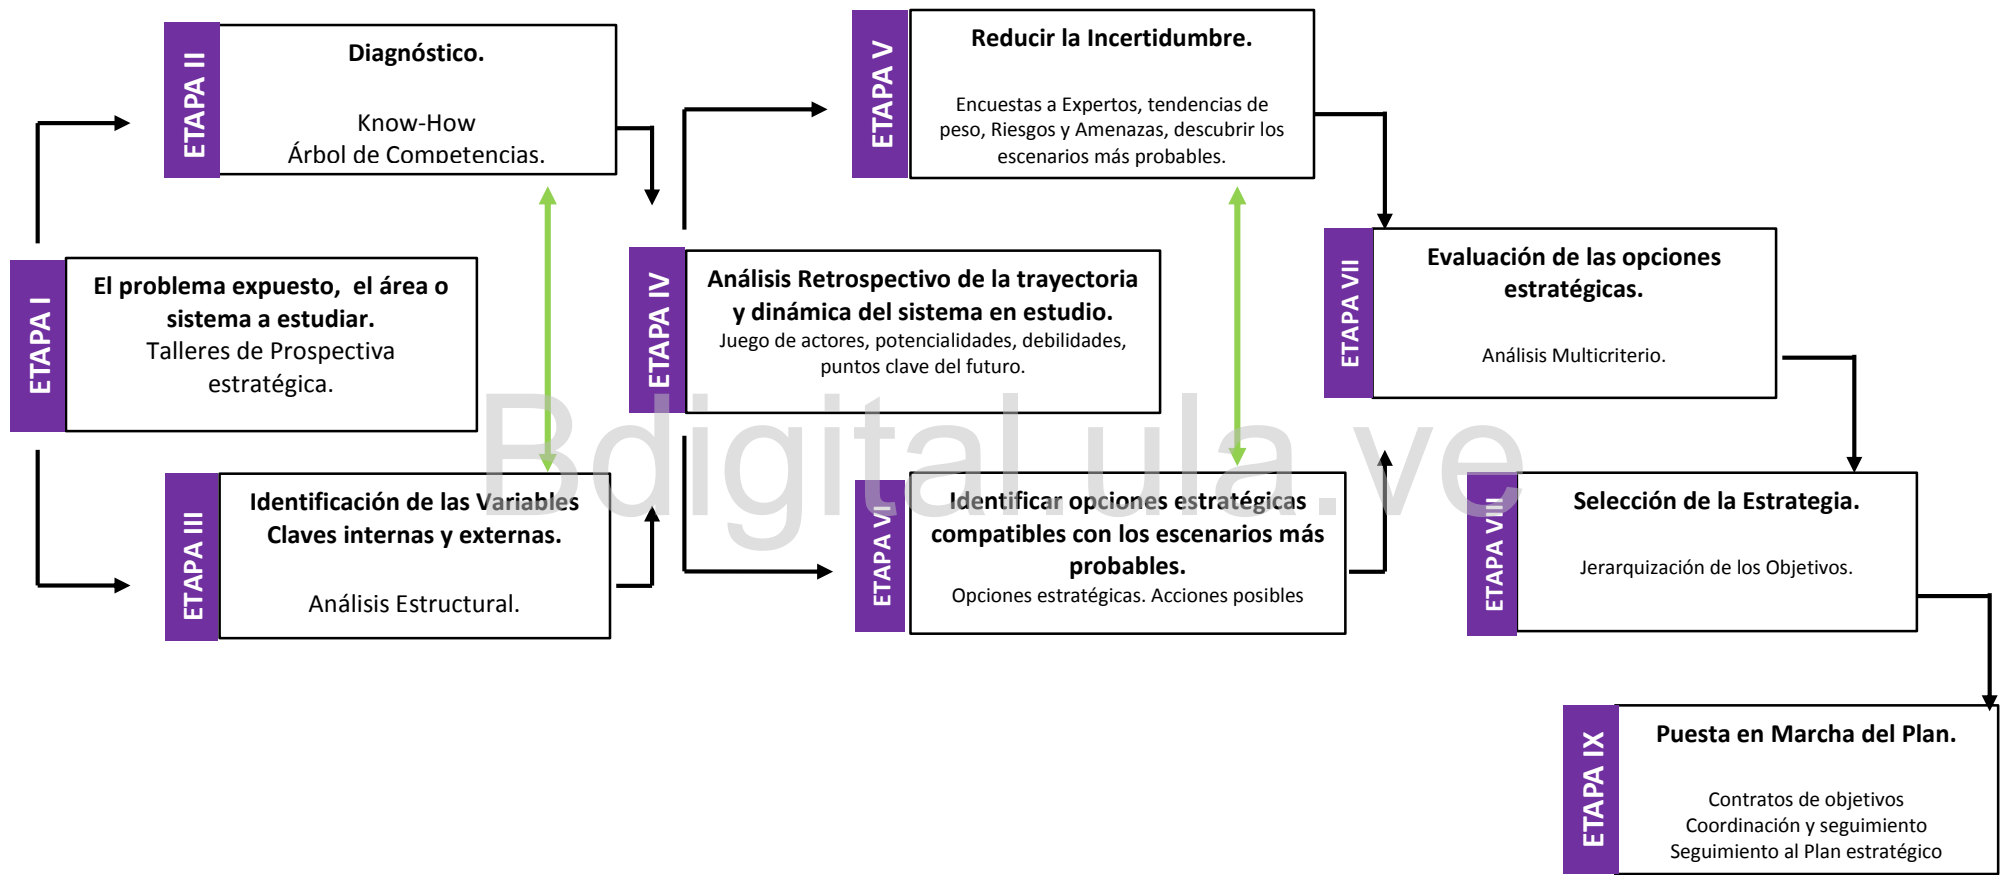 ETAPA I
El problema expuesto, el área o
sistema a estudiar.
Talleres de Prospectiva
estratégica.
ETAPA II
Diagnóstico.
Know-How
Árbol de Competencias.
ETAPA III
Identificación de las Variables
Claves internas y externas.
Análisis Estructural.
ETAPA IV
Análisis Retrospectivo de la trayectoria
y dinámica del sistema en estudio.
Juego de actores, potencialidades, debilidades,
puntos clave del futuro.
ETAPA V
Reducir la Incertidumbre.
Encuestas a Expertos, tendencias de
peso, Riesgos y Amenazas, descubrir los
escenarios más probables.
ETAPA VI
Identificar opciones estratégicas
compatibles con los escenarios más
probables.
Opciones estratégicas. Acciones posibles
ETAPA VII
Evaluación de las opciones
estratégicas.
Análisis Multicriterio.
ETAPA VIII
Selección de la Estrategia.
Jerarquización de los Objetivos.
ETAPA IX
Puesta en Marcha del Plan.
Contratos de objetivos
Coordinación y seguimiento
Seguimiento al Plan estratégico
Bdigital.ula.ve